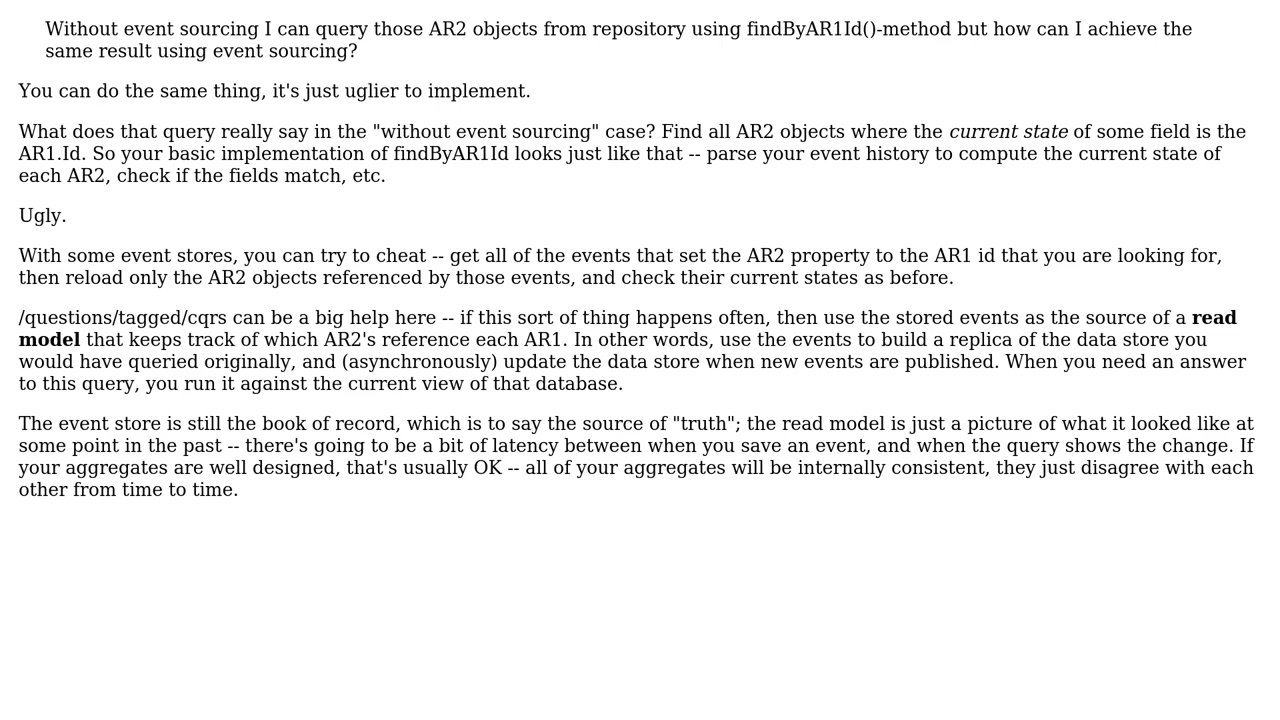 Without event sourcing I can query those AR2 objects from repository using findByAR1Id()-method but how can I achieve the
same result using event sourcing?
You can do the same thing, it's just uglier to implement.
What does that query really say in the "without event sourcing" case? Find all AR2 objects where the current state of some field is the
AR1.Id. So your basic implementation of findByAR1Id looks just like that -- parse your event history to compute the current state of
each AR2, check if the fields match, etc.
Ugly.
With some event stores, you can try to cheat -- get all of the events that set the AR2 property to the AR1 id that you are looking for,
then reload only the AR2 objects referenced by those events, and check their current states as before.
/questions/tagged/cqrs can be a big help here -- if this sort of thing happens often, then use the stored events as the source of a read
model that keeps track of which AR2's reference each AR1. In other words, use the events to build a replica of the data store you
would have queried originally, and (asynchronously) update the data store when new events are published. When you need an answer
to this query, you run it against the current view of that database.
The event store is still the book of record, which is to say the source of "truth"; the read model is just a picture of what it looked like at
some point in the past -- there's going to be a bit of latency between when you save an event, and when the query shows the change. If
your aggregates are well designed, that's usually OK -- all of your aggregates will be internally consistent, they just disagree with each
other from time to time.